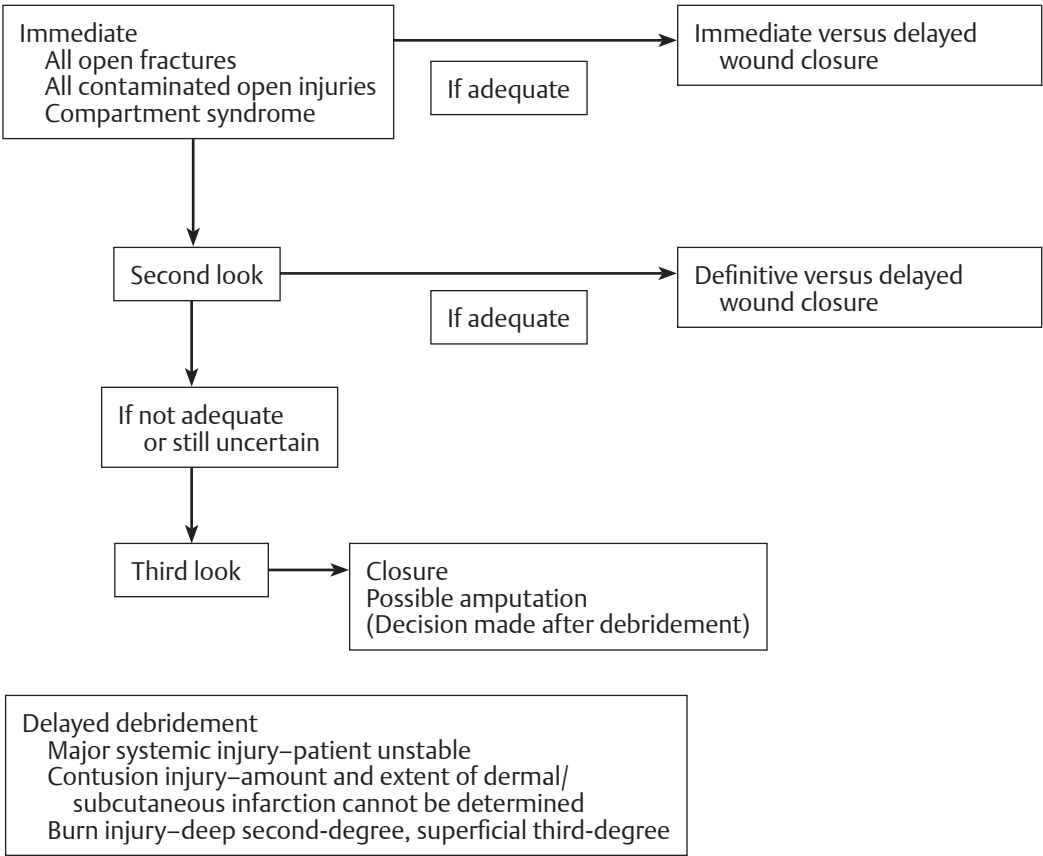 Immediate
All open fractures
All contaminated open injuries
Compartment syndrome
If adequate
Immediate versus delayed
wound closure
Second look
If adequate
Definitive versus delayed
wound closure
If not adequate
or still uncertain
Third look
Closure
Possible amputation
(Decision made after debridement)
Delayed debridement
Major systemic injury–patient unstable
Contusion injury–amount and extent of dermal/
subcutaneous infarction cannot be determined
Burn injury–deep second-degree, superficial third-degree